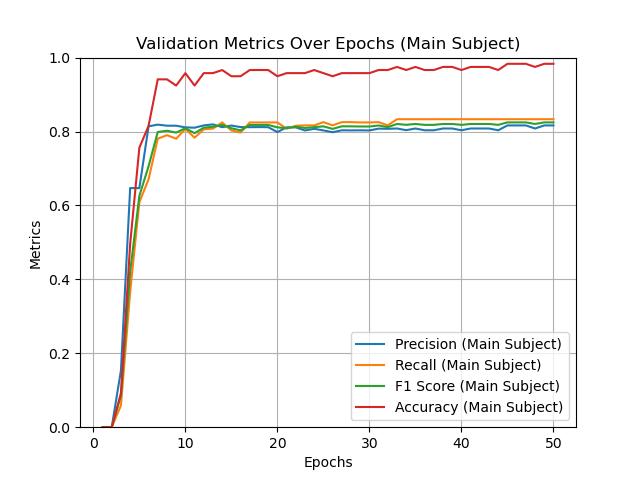 Validation Metrics Over Epochs (Main Subject)
1.0
0.8
0.6
0.4
0.2
0.0
Metrics
0
10
20
30
40
50
Epochs
Precision (Main Subject)
Recall (Main Subject)
F1 Score (Main Subject)
Accuracy (Main Subject)